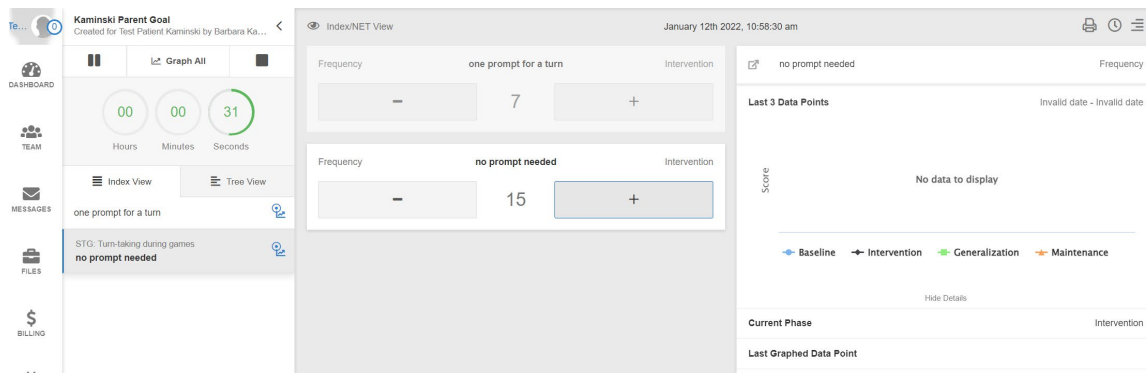 Te...
0
DASHBOARD
TEAM
MESSAGES
FILES
BILLING
Kaminski Parent Goal
Created for Test Patient Kaminski by Barbara Ka...
Graph All
00
00
31
Hours
Minutes
Seconds
Index View
Tree View
one prompt for a turn
STG: Turn-taking during games
no prompt needed
Index/NET View
January 12th 2022, 10:58:30 am
Frequency
one prompt for a turn
Intervention
−
7
+
Frequency
no prompt needed
Intervention
−
15
+
no prompt needed
Frequency
Last 3 Data Points
Invalid date - Invalid date
Score
No data to display
Baseline
Intervention
Generalization
Maintenance
Hide Details
Current Phase
Intervention
Last Graphed Data Point